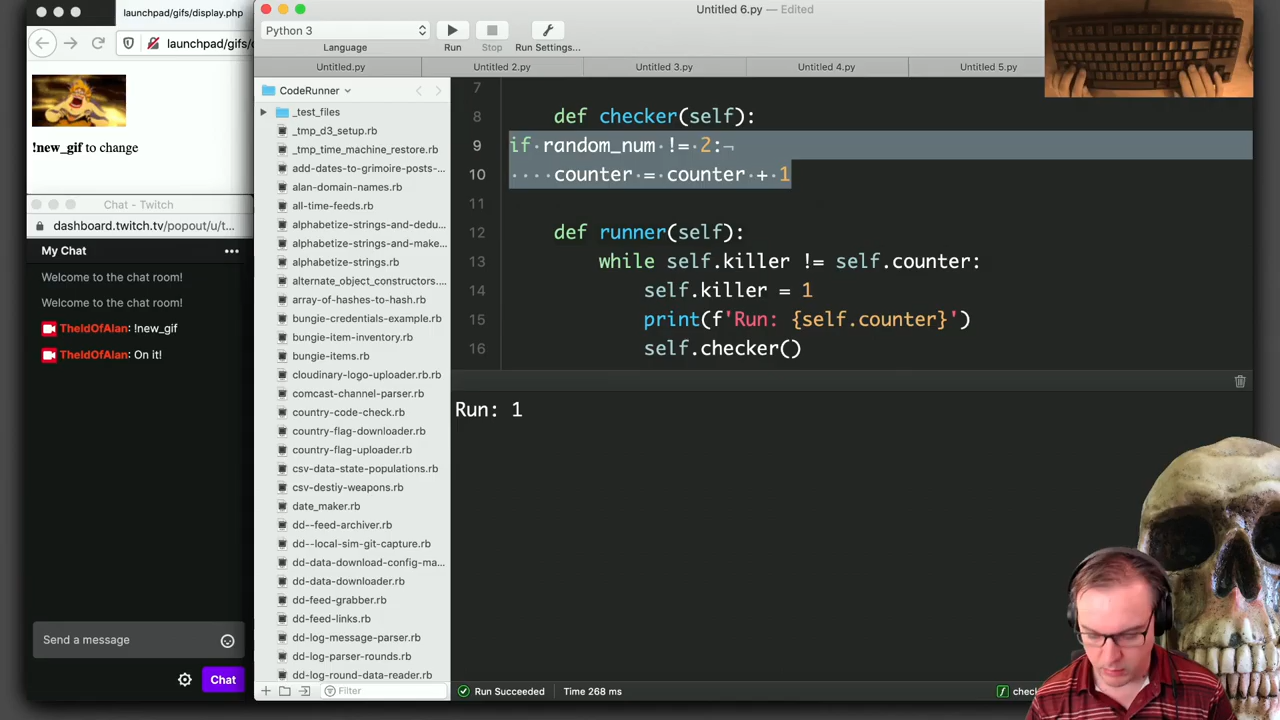 launchpad/gifs/display.php
launchpad/gifs/d
!new_gif to change
Chat - Twitch
dashboard.twitch.tv/popout/u/t...
My Chat
Welcome to the chat room!
Welcome to the chat room!
TheIdOfAlan: !new_gif
TheIdOfAlan: On it!
Send a message
Chat
Untitled 6.py — Edited
Python 3
Language
Run
Stop
Run Settings...
Untitled.py
Untitled 2.py
Untitled 3.py
Untitled 4.py
Untitled 5.py
CodeRunner
_test_files
_tmp_d3_setup.rb
_tmp_time_machine_restore.rb
add-dates-to-grimoire-posts-...
alan-domain-names.rb
all-time-feeds.rb
alphabetize-strings-and-dedu...
alphabetize-strings-and-make...
alphabetize-strings.rb
alternate_object_constructors....
array-of-hashes-to-hash.rb
bungie-credentials-example.rb
bungie-item-inventory.rb
bungie-items.rb
cloudinary-logo-uploader.rb.rb
comcast-channel-parser.rb
country-code-check.rb
country-flag-downloader.rb
country-flag-uploader.rb
csv-data-state-populations.rb
csv-destiy-weapons.rb
date_maker.rb
dd--feed-archiver.rb
dd--local-sim-git-capture.rb
dd-data-download-config-ma...
dd-data-downloader.rb
dd-feed-grabber.rb
dd-feed-links.rb
dd-log-message-parser.rb
dd-log-parser-rounds.rb
dd-log-round-data-reader.rb
Filter
7
8 def checker(self):
9 if·random_num·!=·2:¬
10 ····counter·=·counter·+·1
11
12 def runner(self):
13 while self.killer != self.counter:
14 self.killer = 1
15 print(f'Run: {self.counter}')
16 self.checker()
Run: 1
Run Succeeded
Time 268 ms